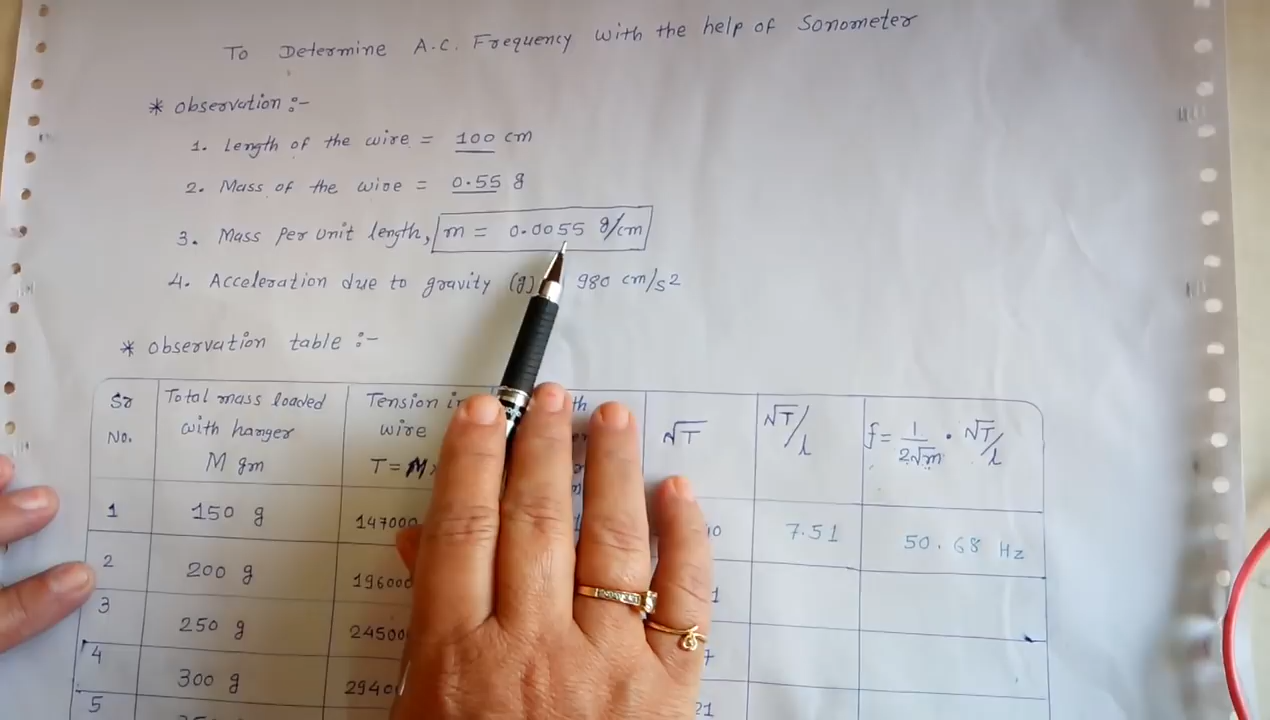 To Determine A.C. Frequency with the help of Sonometer
* Observation :-
1. Length of the wire = 100 cm
2. Mass of the wire = 0.55 g
3. Mass per unit length, m = 0.0055 g/cm
4. Acceleration due to gravity (g) 980 cm/s2
* Observation table :-
Sr No. Total mass loaded with hanger M gm Tension in wire T = M √T √T/l f = 1/2√m . √T/l
1 150 g 147000 7.51 50.68 Hz
2 200 g 196000
3 250 g 24500
4 300 g 2940
5